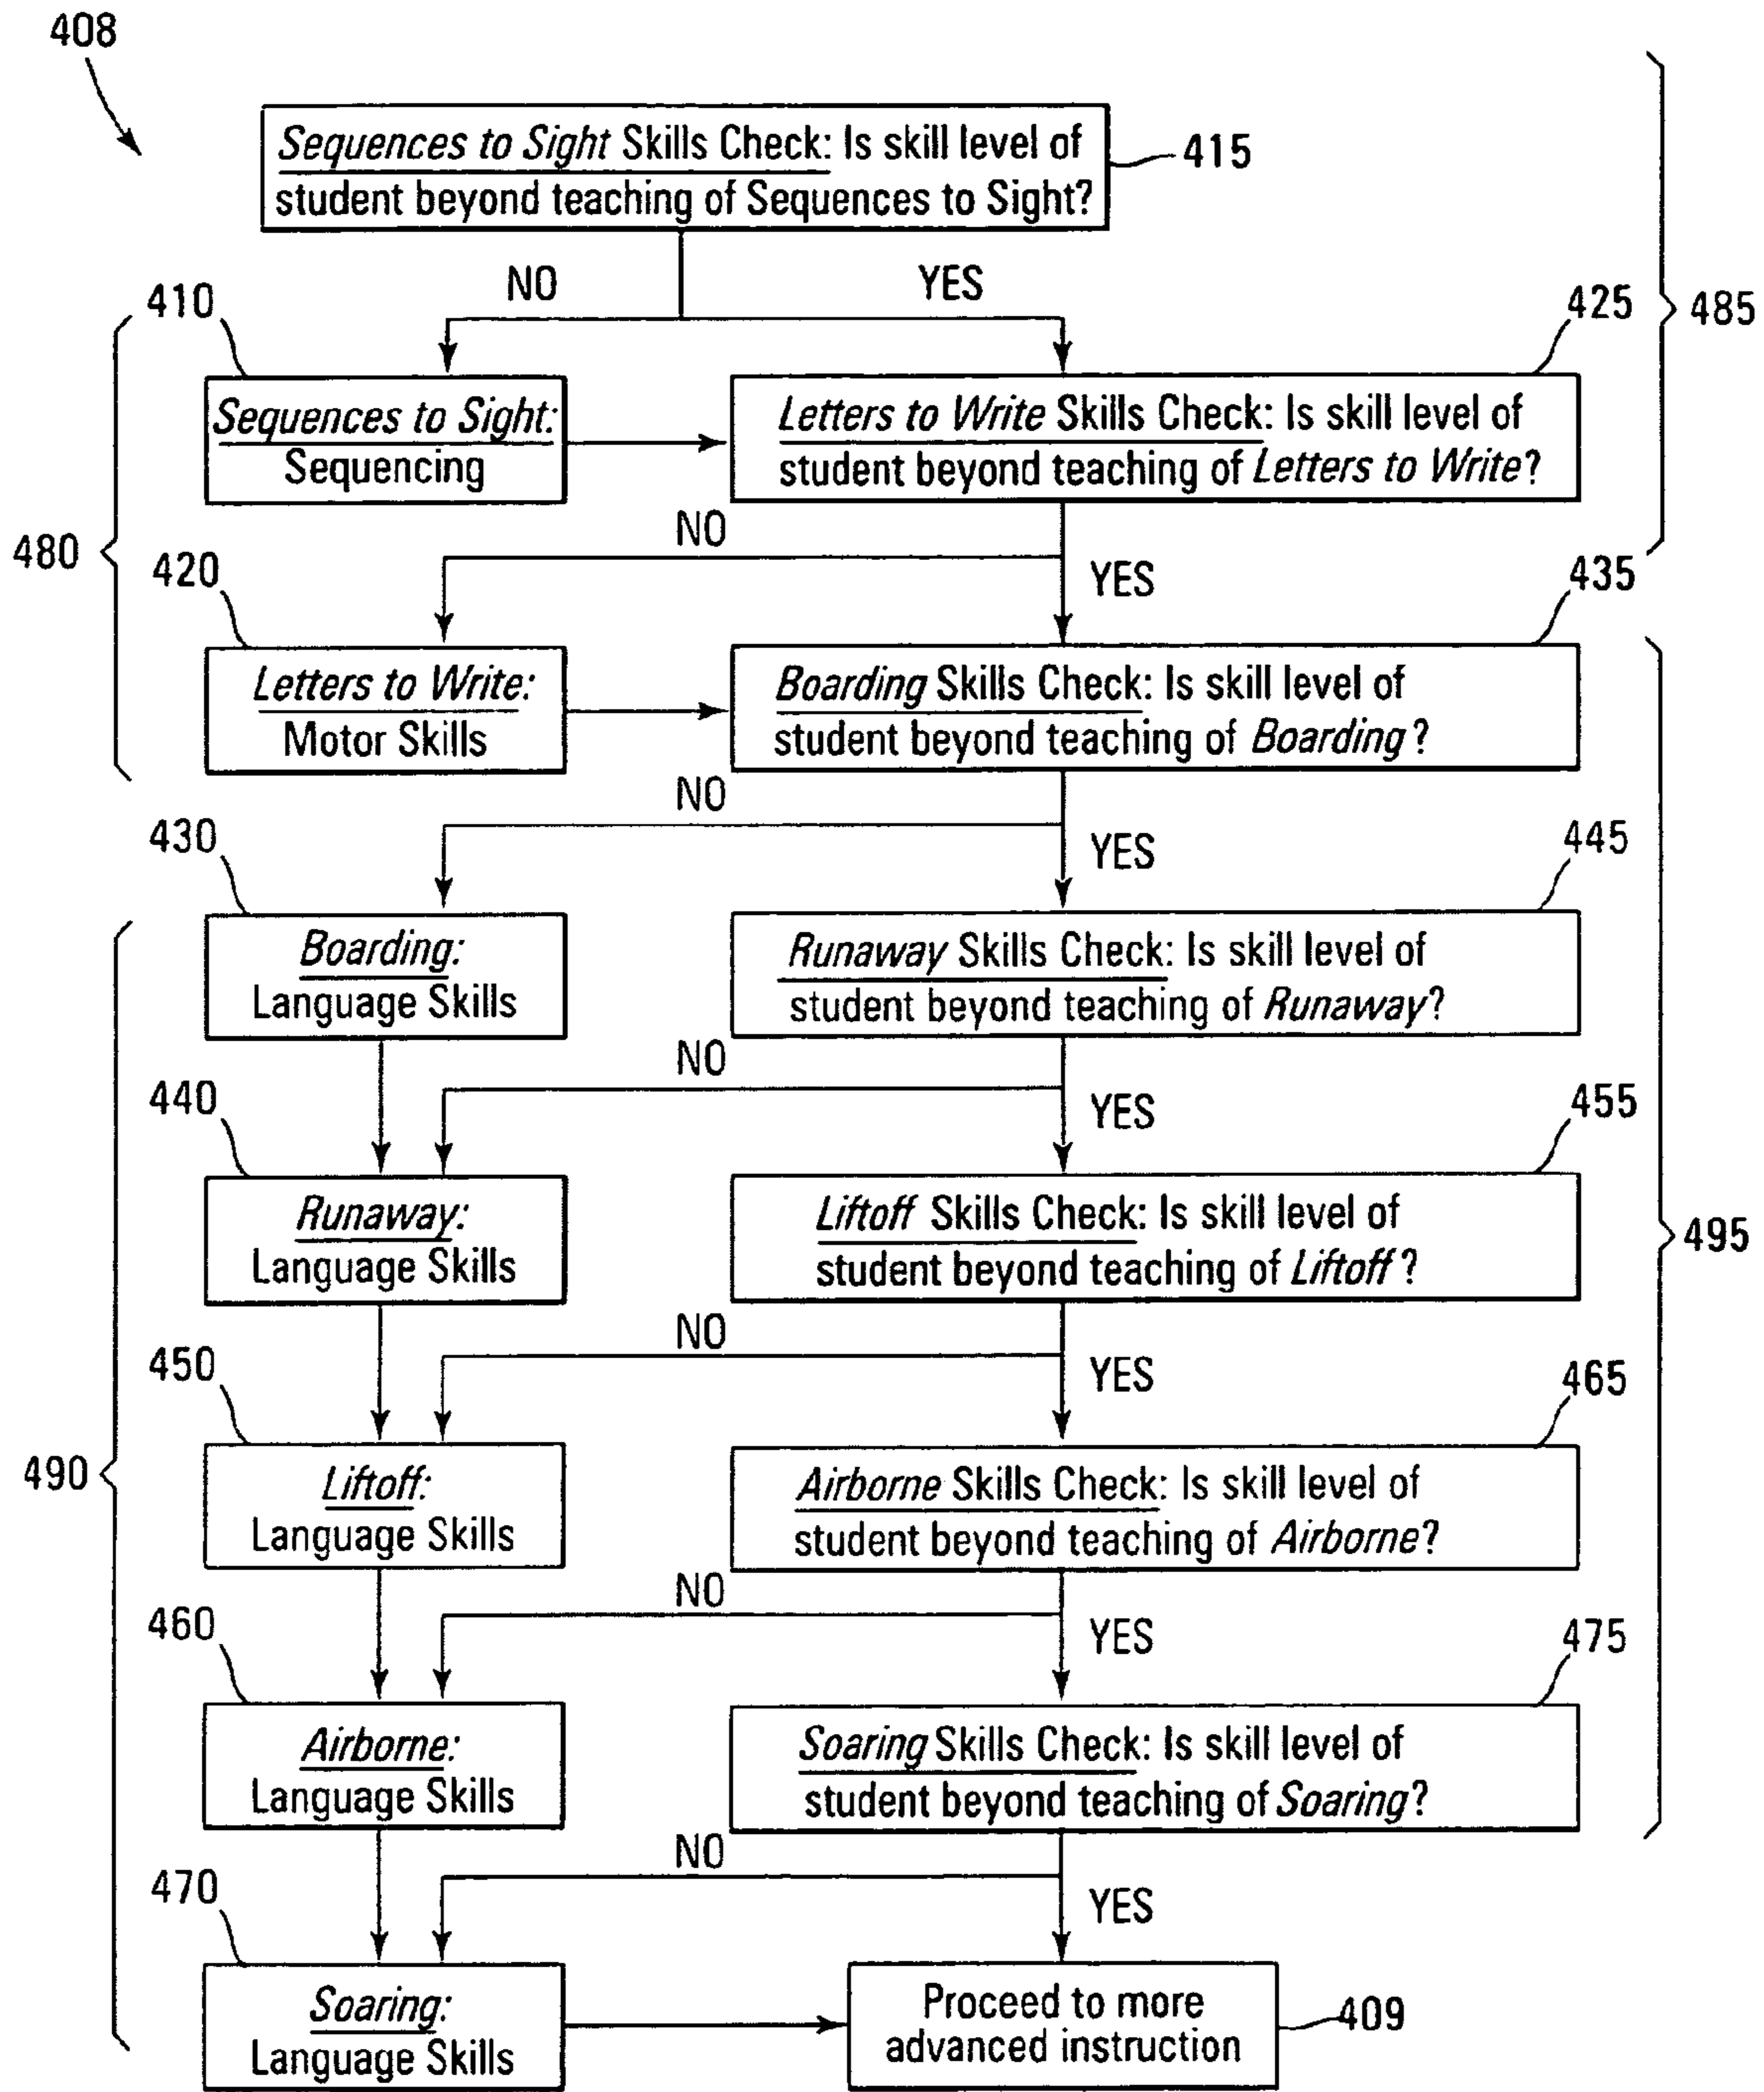 408
Sequences to Sight Skills Check: Is skill level of
student beyond teaching of Sequences to Sight?
415
NO
YES
410
425
485
Sequences to Sight:
Sequencing
Letters to Write Skills Check: Is skill level of
student beyond teaching of Letters to Write?
480
NO
YES
420
435
Letters to Write:
Motor Skills
Boarding Skills Check: Is skill level of
student beyond teaching of Boarding?
NO
YES
430
445
Boarding:
Language Skills
Runaway Skills Check: Is skill level of
student beyond teaching of Runaway?
NO
YES
440
455
495
Runaway:
Language Skills
Liftoff Skills Check: Is skill level of
student beyond teaching of Liftoff?
NO
YES
450
465
490
Liftoff:
Language Skills
Airborne Skills Check: Is skill level of
student beyond teaching of Airborne?
NO
YES
460
475
Airborne:
Language Skills
Soaring Skills Check: Is skill level of
student beyond teaching of Soaring?
NO
YES
470
Soaring:
Language Skills
Proceed to more
advanced instruction
409